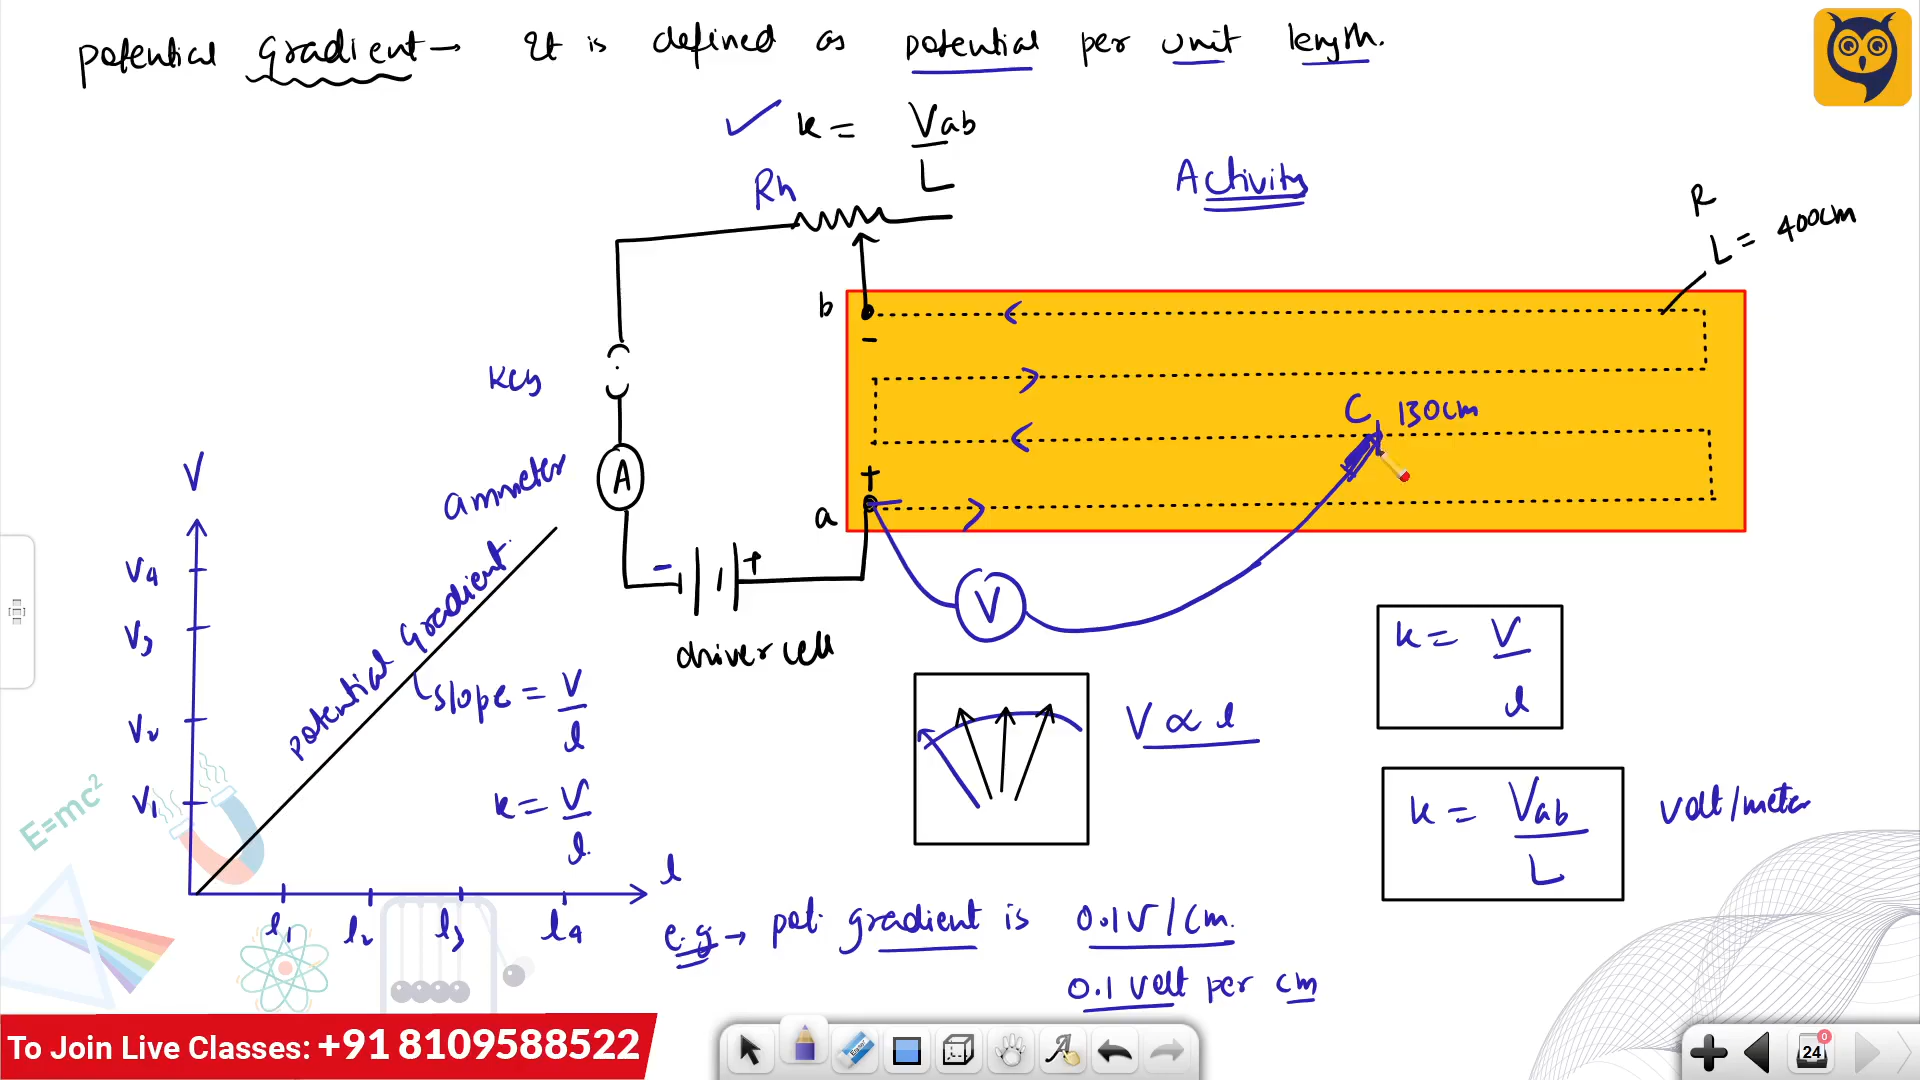 potential gradient → It is defined as potential per unit length.
✓ k = Vab
L
Rh
Activity
R
L = 400cm
b
-
Key
C 130cm
+
a
A
ammeter
V
V4
V3
V2
V1
- +
driver cell
V
potential gradient
slope = V
l
k = V
l
V ∝ l
k = V
l
k = Vab
L
volt/meter
l
l1 l2 l3 l4
e.g → pot. gradient is 0.1V/cm.
0.1 volt per cm
E=mc²
To Join Live Classes: +91 8109588522
Eraser
A
24
0